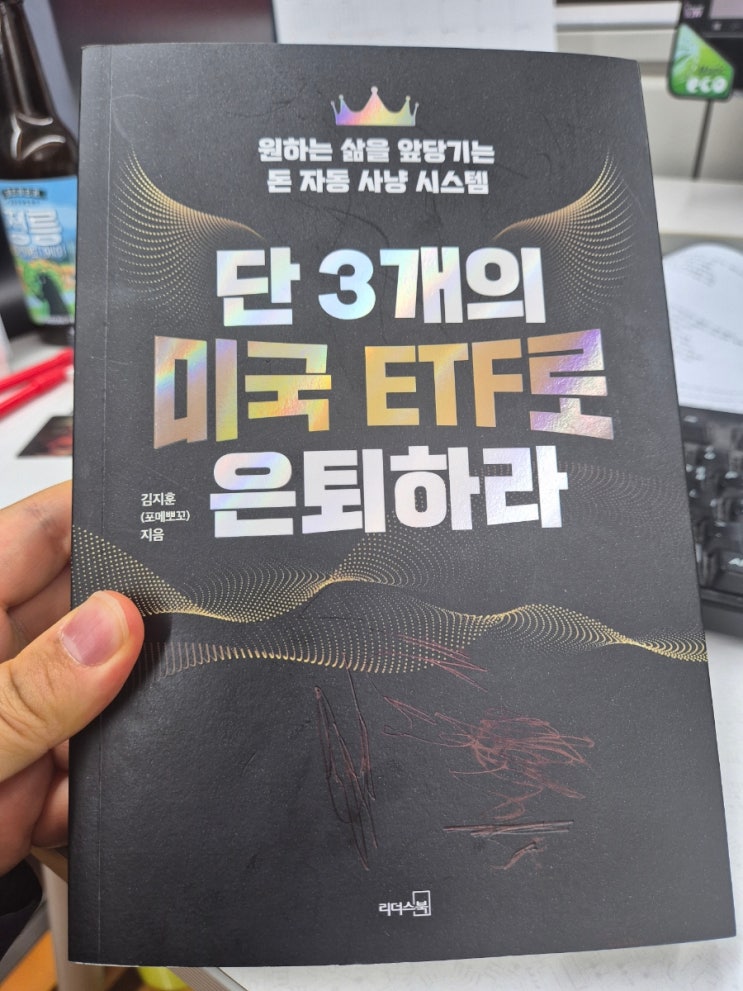 원하는 삶을 앞당기는
돈 자동 사냥 시스템
단 3개의
미국 ETF로
은퇴하라
김지훈
(포메뽀꼬)
지음
리더스북
eco